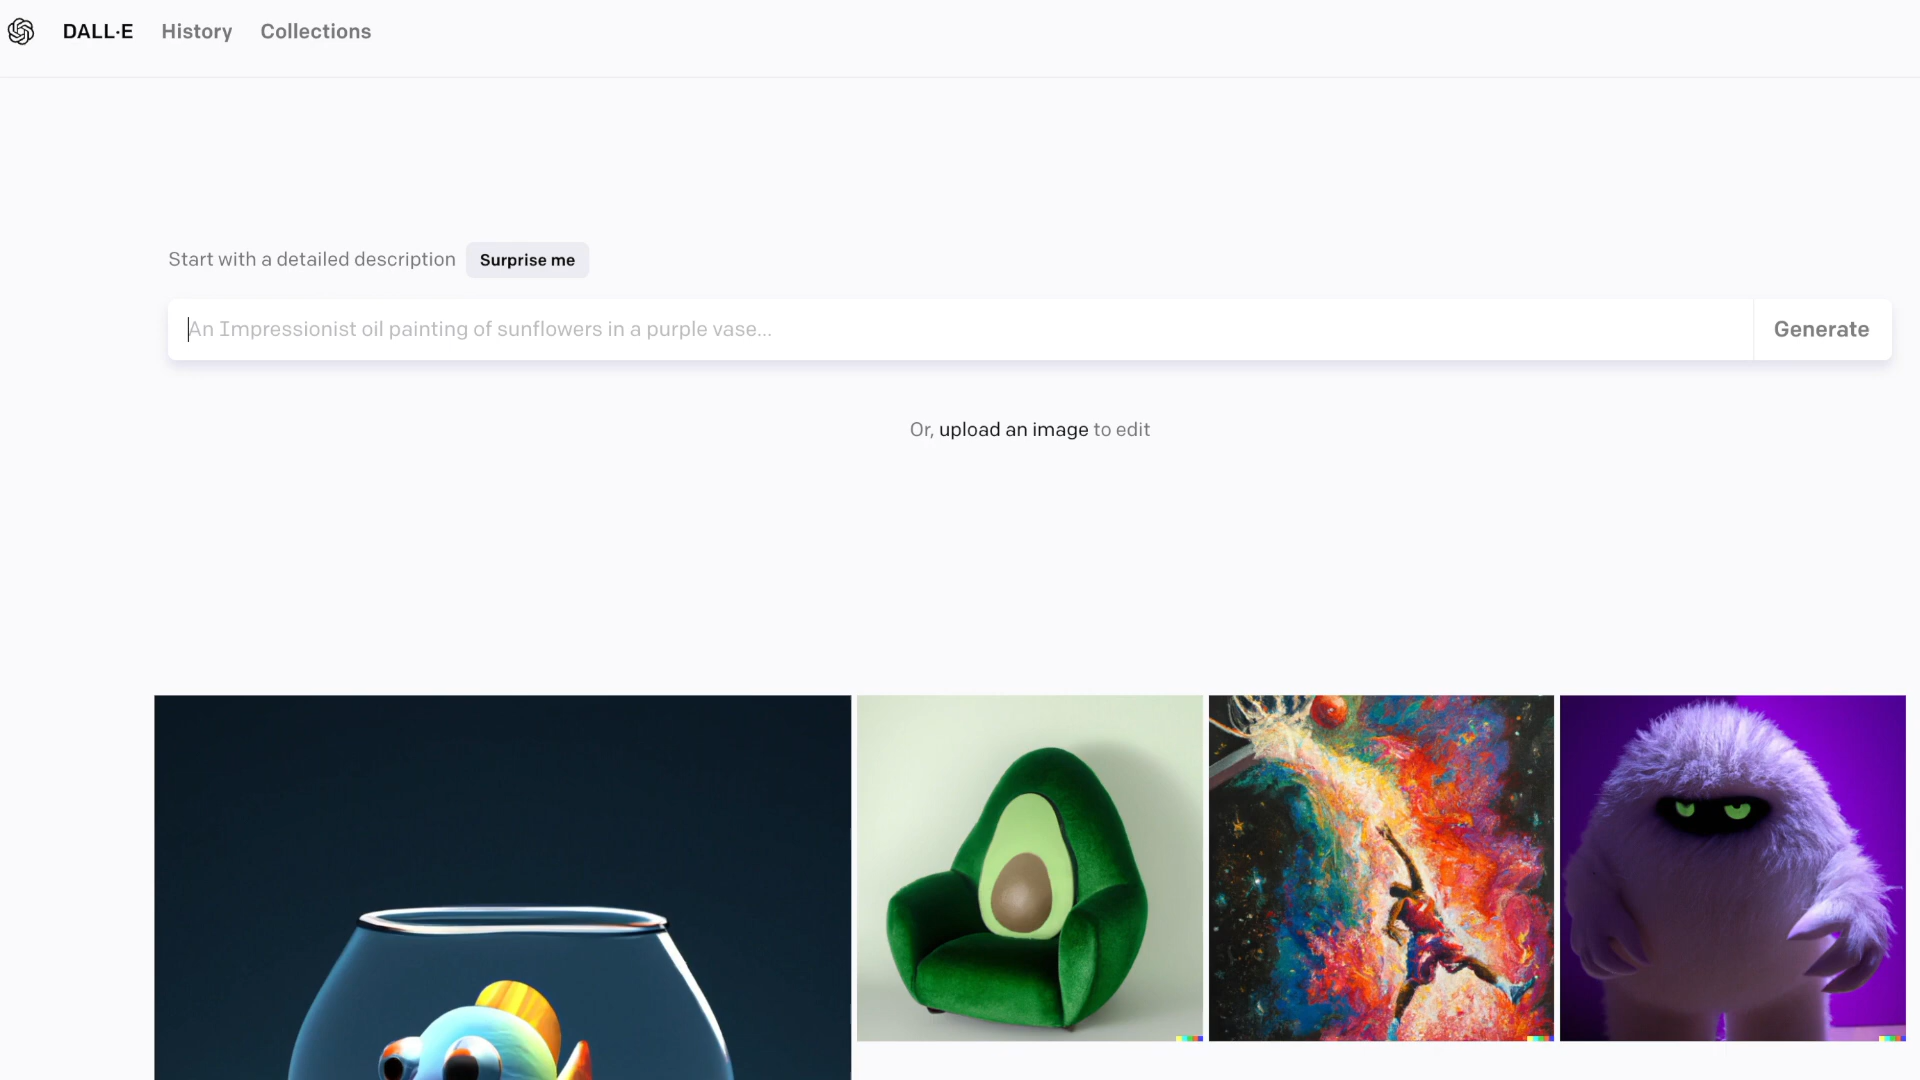 DALL·E History Collections
Start with a detailed description Surprise me
An Impressionist oil painting of sunflowers in a purple vase... Generate
Or, upload an image to edit